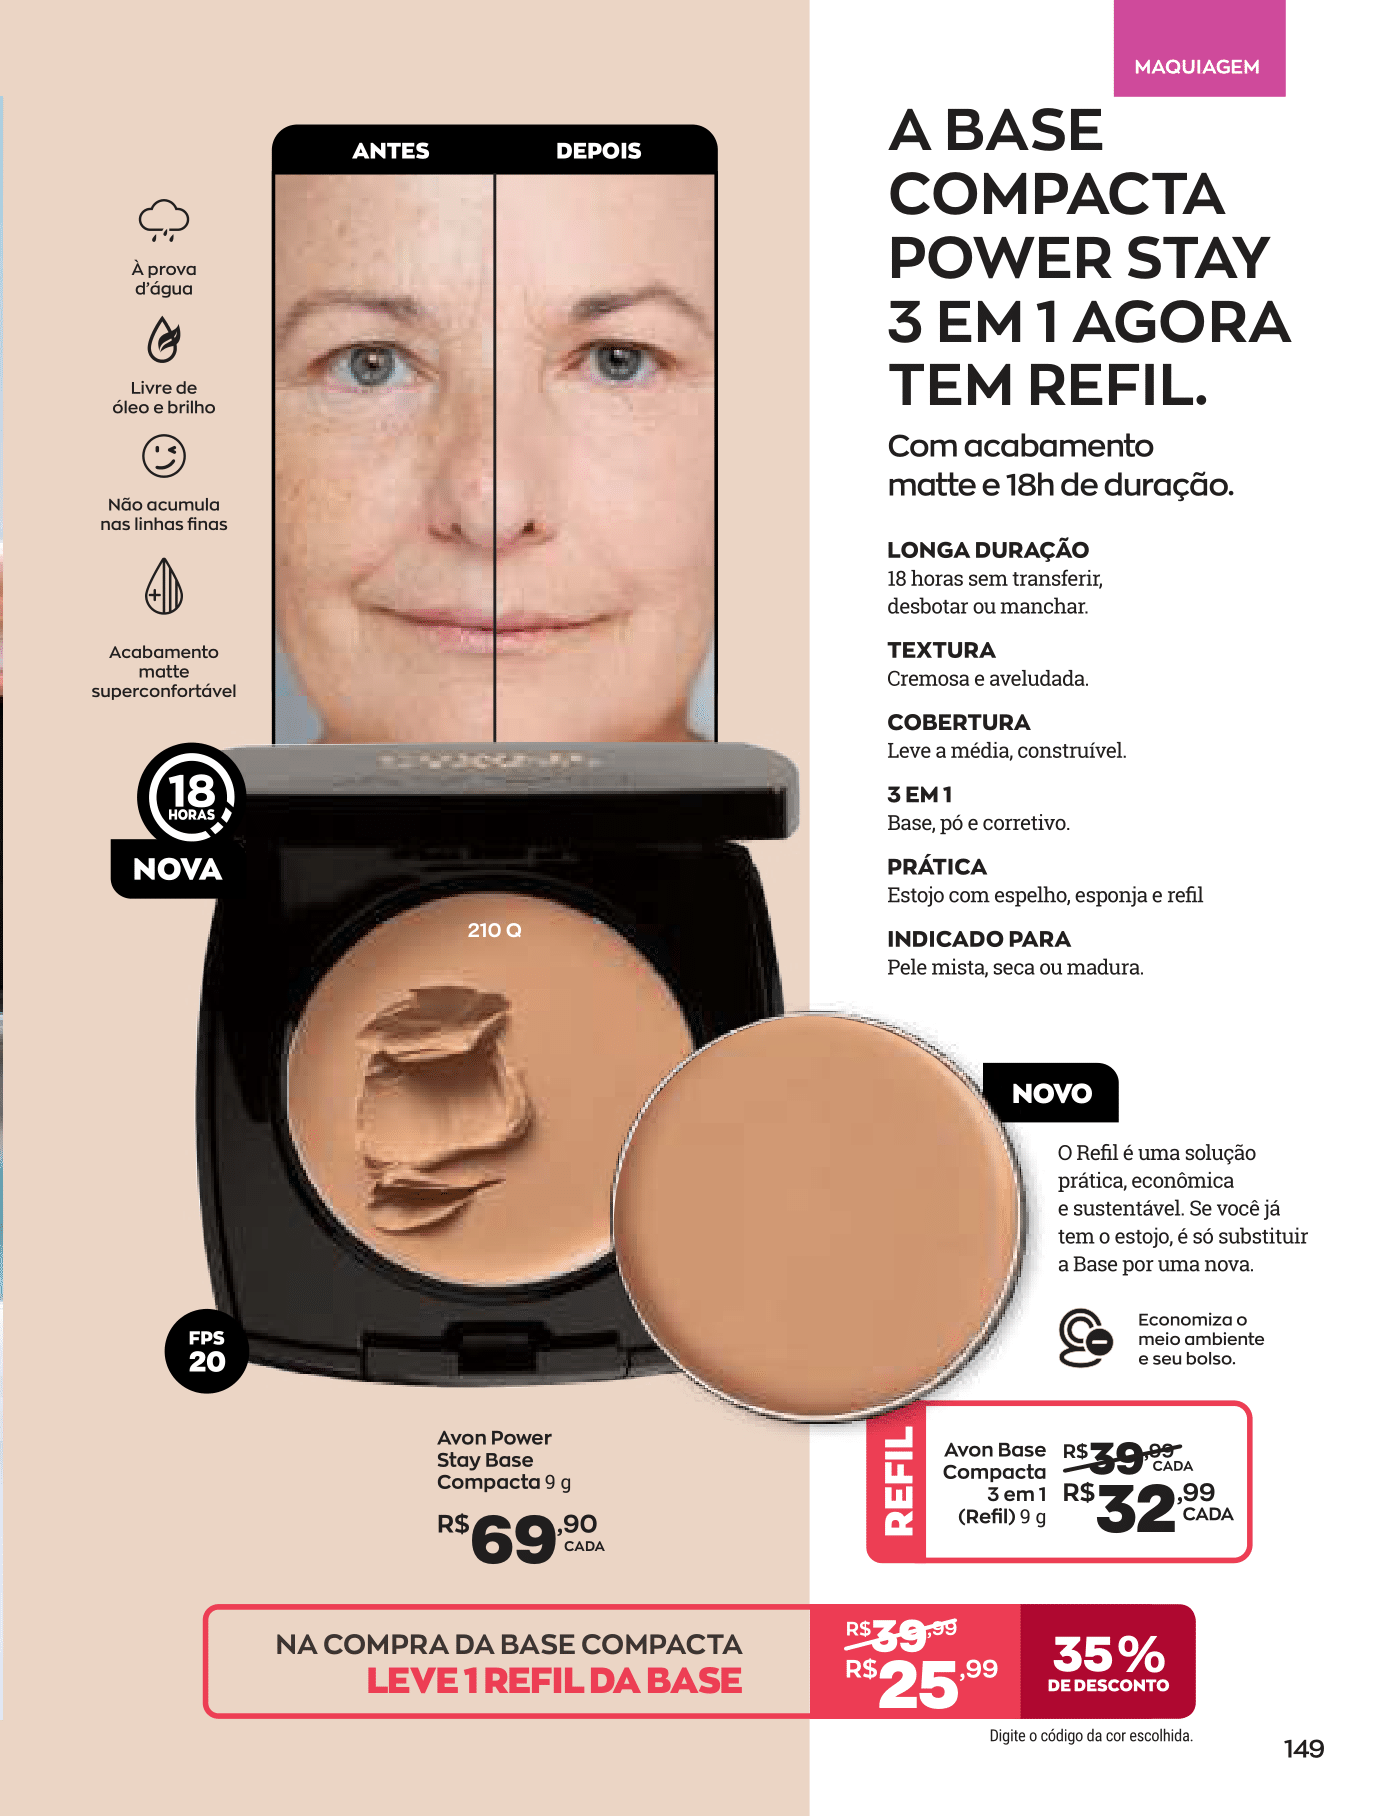 MAQUIAGEM
A BASE
COMPACTA
POWER STAY
3 EM 1 AGORA
TEM REFIL.
Com acabamento
matte e 18h de duração.
LONGA DURAÇÃO
18 horas sem transferir,
desbotar ou manchar.
TEXTURA
Cremosa e aveludada.
COBERTURA
Leve a média, construível.
3 EM 1
Base, pó e corretivo.
PRÁTICA
Estojo com espelho, esponja e refil
INDICADO PARA
Pele mista, seca ou madura.
ANTES
DEPOIS
À prova
d'água
Livre de
óleo e brilho
Não acumula
nas linhas finas
Acabamento
matte
superconfortável
18
HORAS
NOVA
210 Q
FPS
20
NOVO
O Refil é uma solução
prática, econômica
e sustentável. Se você já
tem o estojo, é só substituir
a Base por uma nova.
Economiza o
meio ambiente
e seu bolso.
Avon Power
Stay Base
Compacta 9 g
R$69,90
CADA
REFIL
Avon Base
Compacta
3 em 1
(Refil) 9 g
R$39,99
CADA
R$32,99
CADA
NA COMPRA DA BASE COMPACTA
LEVE 1 REFIL DA BASE
R$39,99
R$25,99
35%
DE DESCONTO
Digite o código da cor escolhida.
149